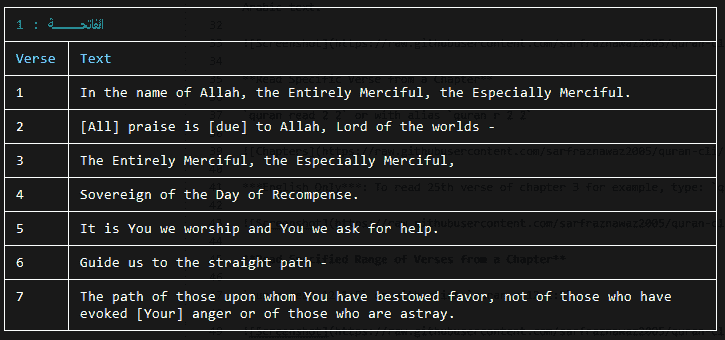 1 : الفاتحـــــــة
Verse Text
1 In the name of Allah, the Entirely Merciful, the Especially Merciful.
2 [All] praise is [due] to Allah, Lord of the worlds -
3 The Entirely Merciful, the Especially Merciful,
4 Sovereign of the Day of Recompense.
5 It is You we worship and You we ask for help.
6 Guide us to the straight path -
7 The path of those upon whom You have bestowed favor, not of those who have
evoked [Your] anger or of those who are astray.